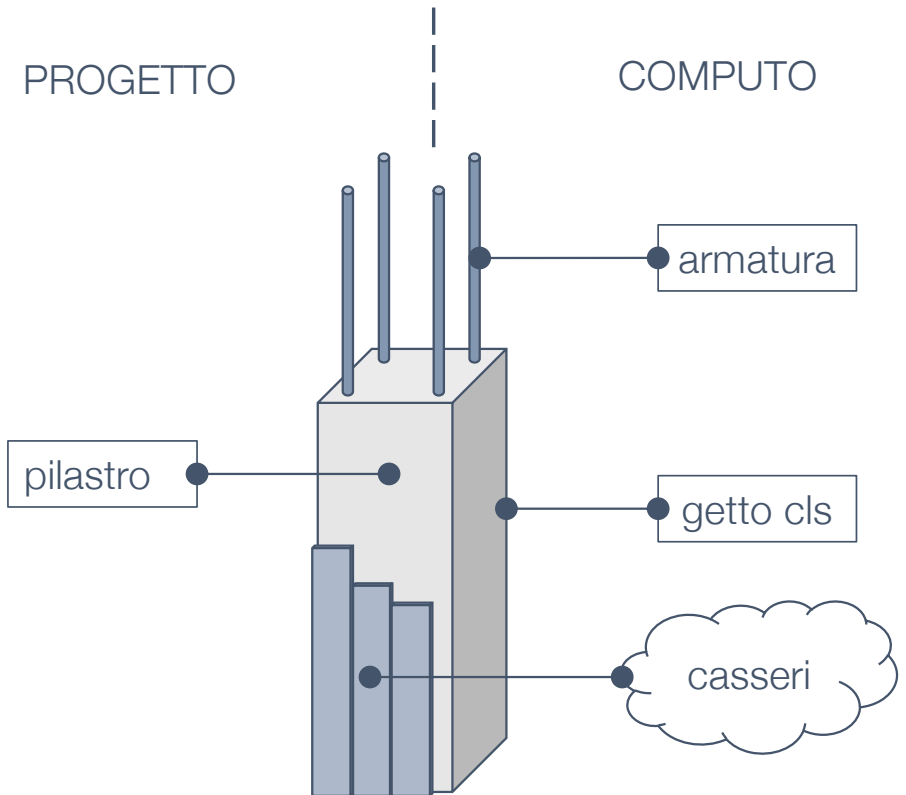 PROGETTO
COMPUTO
armatura
pilastro
getto cls
casseri